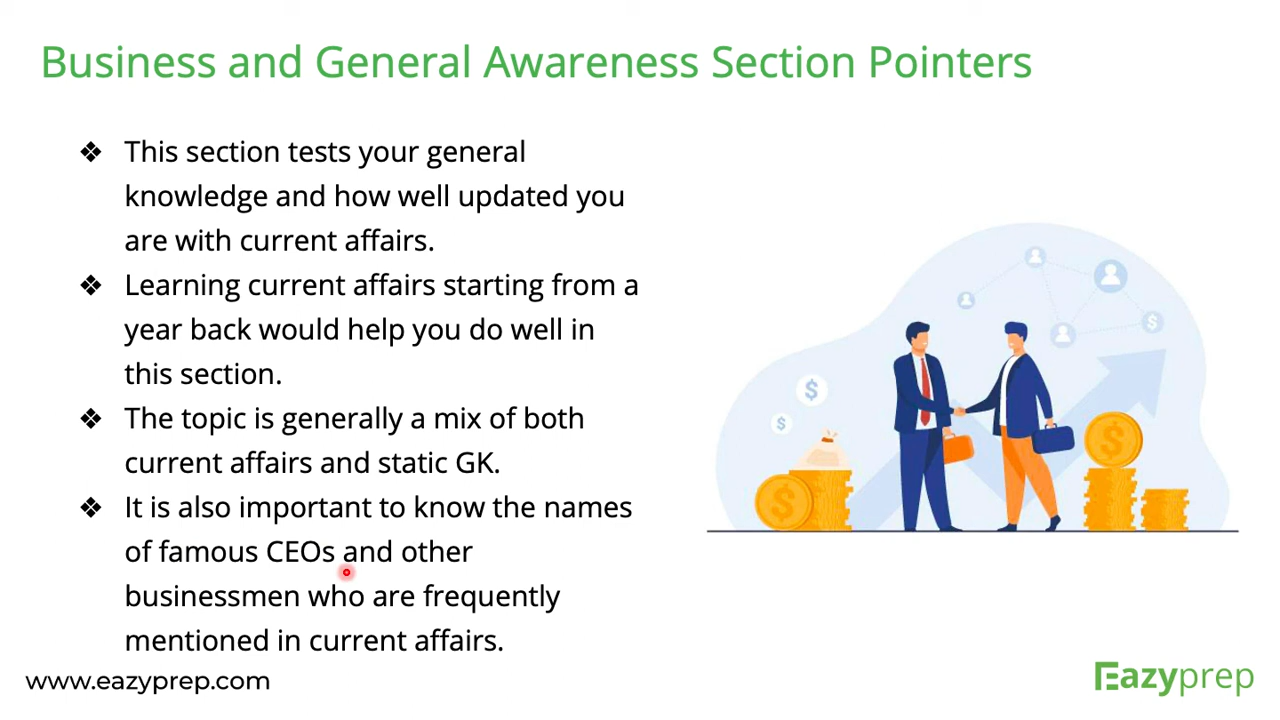 Business and General Awareness Section Pointers
❖ This section tests your general
knowledge and how well updated you
are with current affairs.
❖ Learning current affairs starting from a
year back would help you do well in
this section.
❖ The topic is generally a mix of both
current affairs and static GK.
❖ It is also important to know the names
of famous CEOs and other
businessmen who are frequently
mentioned in current affairs.
$
$
$
$
$
www.eazyprep.com
Eazyprep